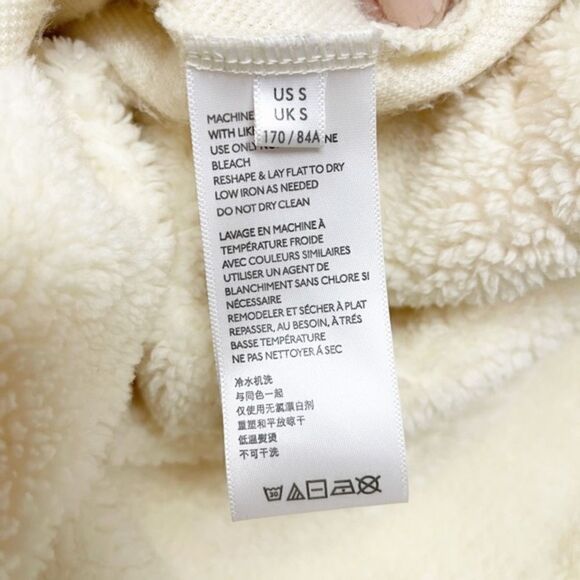 US S
UK S
170 / 84A
MACHINE
WITH LIK
USE ONLY NE
BLEACH
RESHAPE & LAY FLAT TO DRY
LOW IRON AS NEEDED
DO NOT DRY CLEAN
LAVAGE EN MACHINE À
TEMPÉRATURE FROIDE
AVEC COULEURS SIMILAIRES
UTILISER UN AGENT DE
BLANCHIMENT SANS CHLORE SI
NÉCESSAIRE
REMODELER ET SÉCHER À PLAT
REPASSER, AU BESOIN, À TRÉS
BASSE TEMPÉRATURE
NE PAS NETTOYER Á SEC
冷水机洗
与同色一起
仅使用无氯漂白剂
重塑和平放晾干
低温熨烫
不可干洗
30